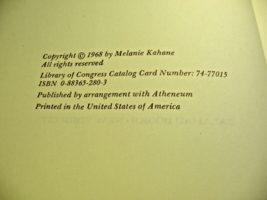 Copyright © 1968 by Melanie Kahane
All rights reserved
Library of Congress Catalog Card Number: 74-77015
ISBN 0-88365-280-3
Published by arrangement with Atheneum
Printed in the United States of America